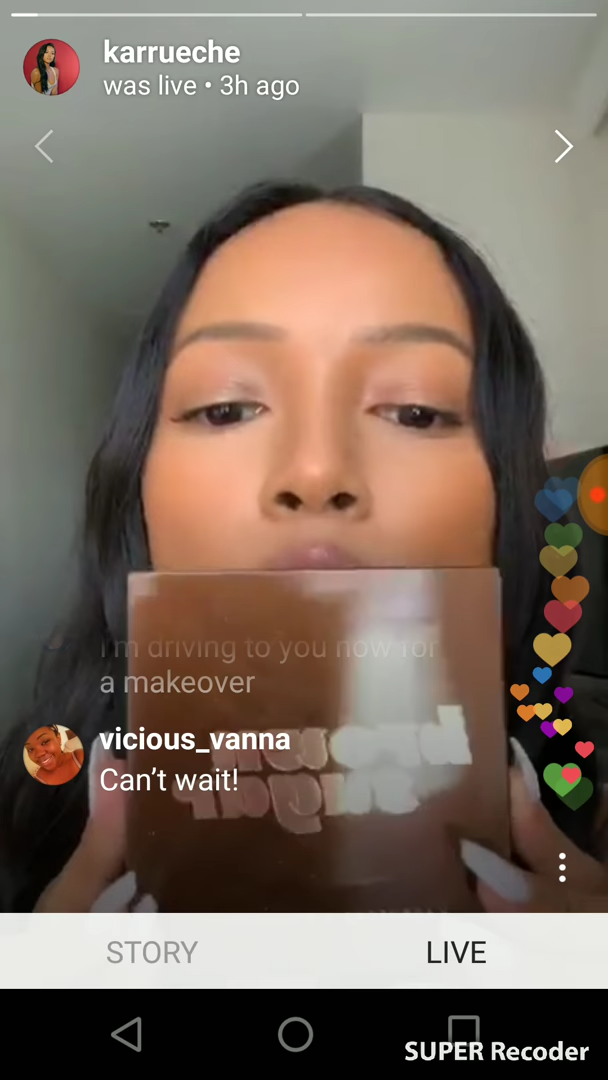 karrueche
was live • 3h ago
I'm driving to you now for
a makeover
vicious_vanna
Can't wait!
STORY
LIVE
SUPER Recoder